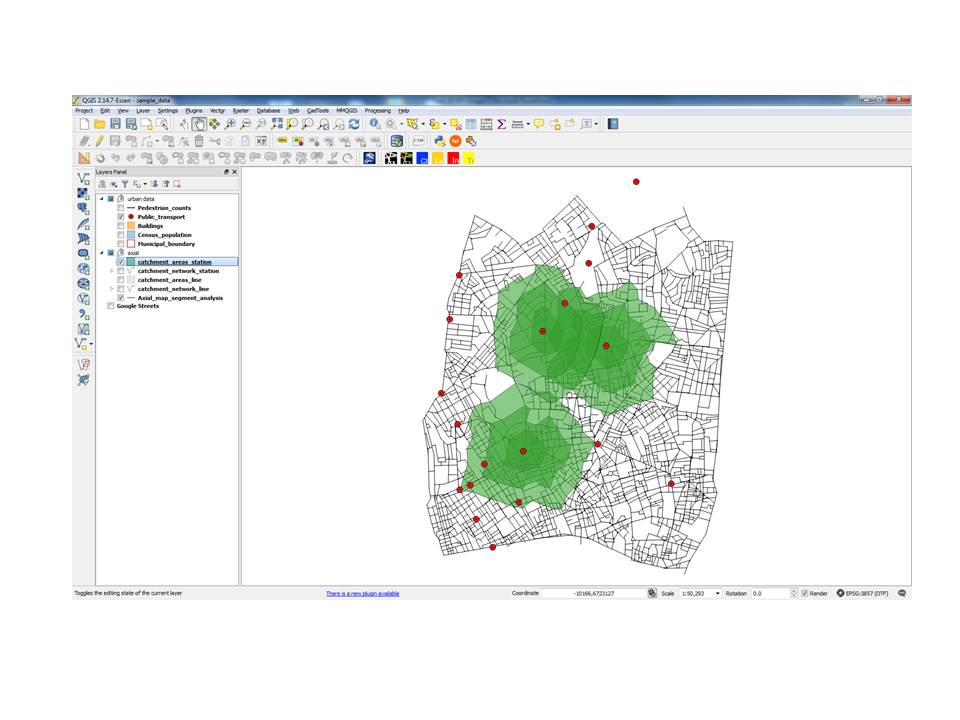 QGIS 2.14.7-Essen - sample_data
Project Edit View Layer Settings Plugins Vector Raster Database Web CadTools MMQGIS Processing Help
Layers Panel
urban data
Pedestrian_counts
Public_transport
Buildings
Census_population
Municipal_boundary
axial
catchment_areas_station
catchment_network_station
catchment_areas_line
catchment_network_line
Axial_map_segment_analysis
Google Streets
Toggles the editing state of the current layer
There is a new plugin available
Coordinate
-10166,6723127
Scale
1:50,293
Rotation
0.0
Render
EPSG:3857 (OTF)